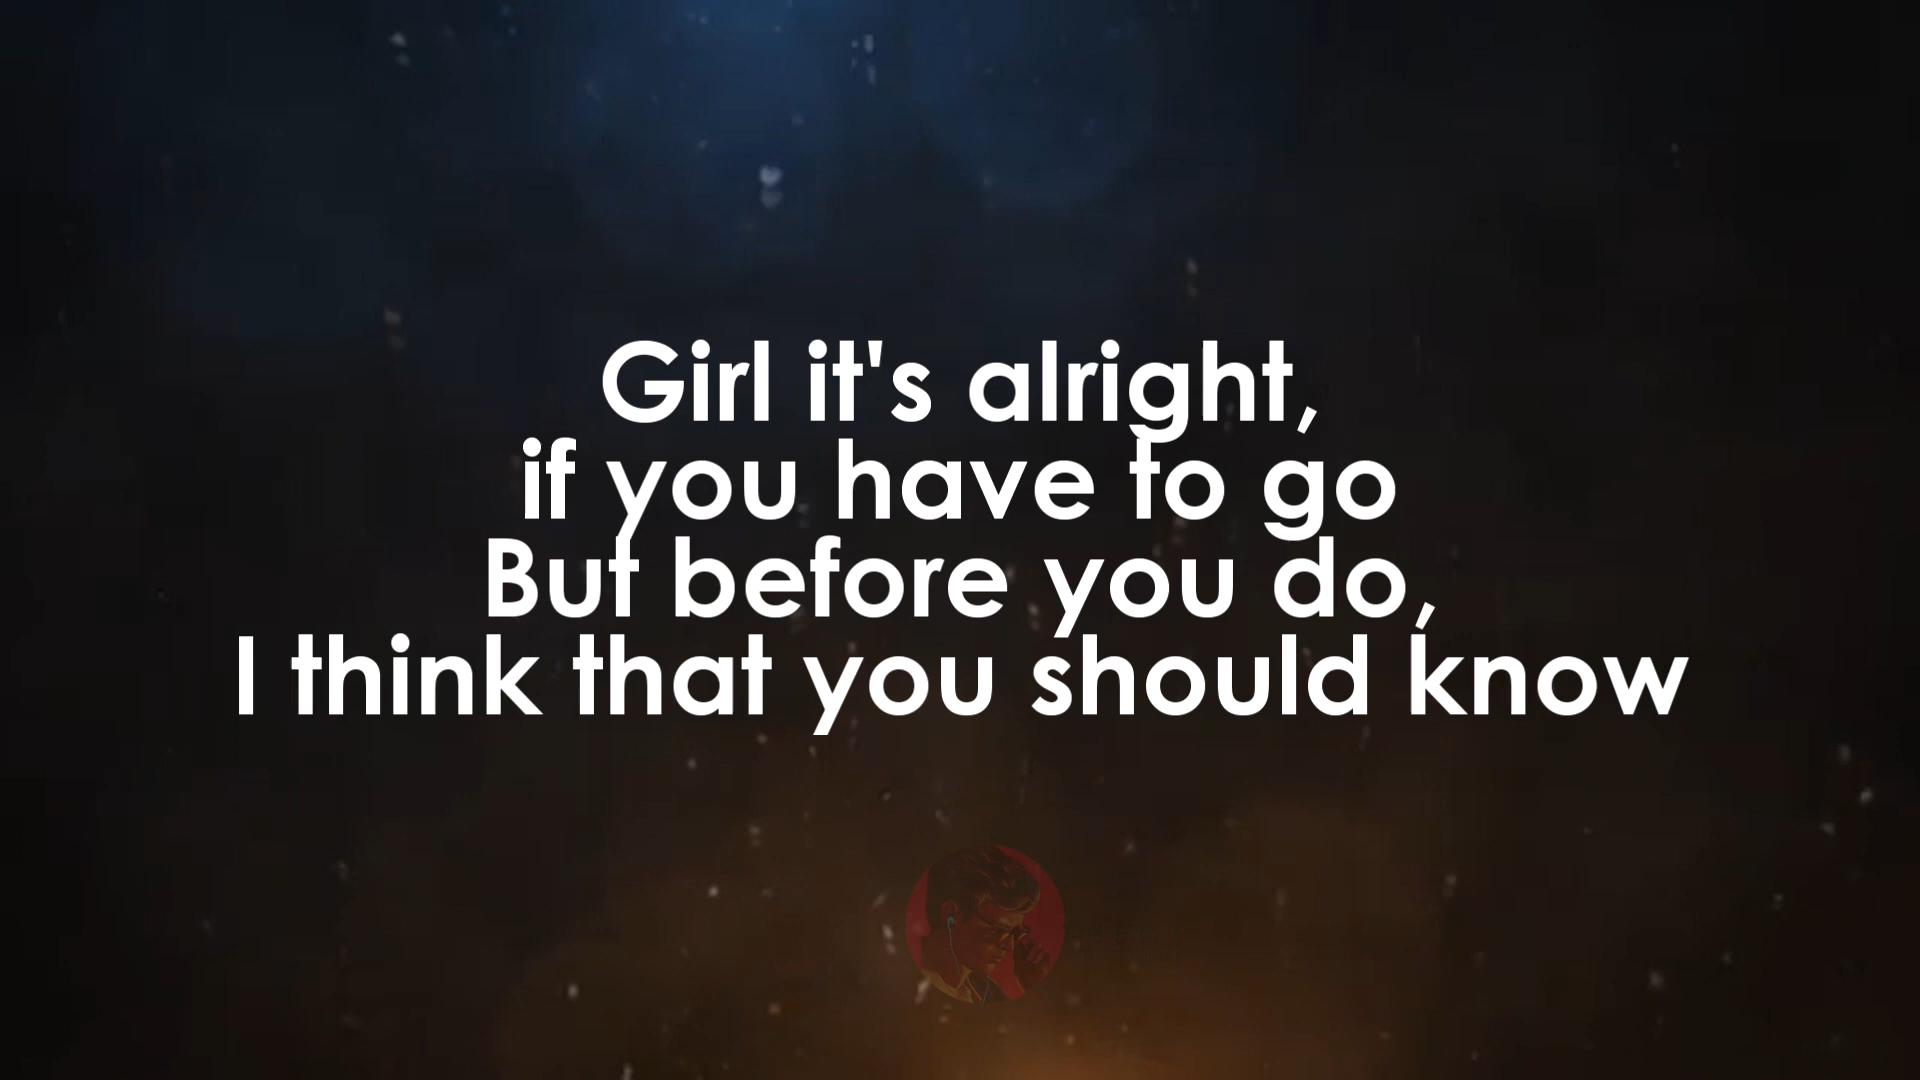 Girl it's alright,
if you have to go
But before you do,
I think that you should know